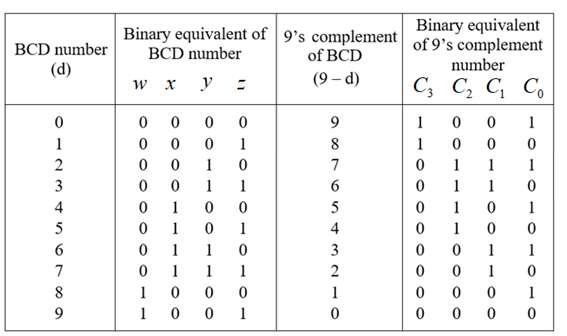 BCD number (d) Binary equivalent of BCD number 9's complement of BCD (9 – d) Binary equivalent of 9's complement number
w x y z C3 C2 C1 C0
0 0 0 0 0 9 1 0 0 1
1 0 0 0 1 8 1 0 0 0
2 0 0 1 0 7 0 1 1 1
3 0 0 1 1 6 0 1 1 0
4 0 1 0 0 5 0 1 0 1
5 0 1 0 1 4 0 1 0 0
6 0 1 1 0 3 0 0 1 1
7 0 1 1 1 2 0 0 1 0
8 1 0 0 0 1 0 0 0 1
9 1 0 0 1 0 0 0 0 0